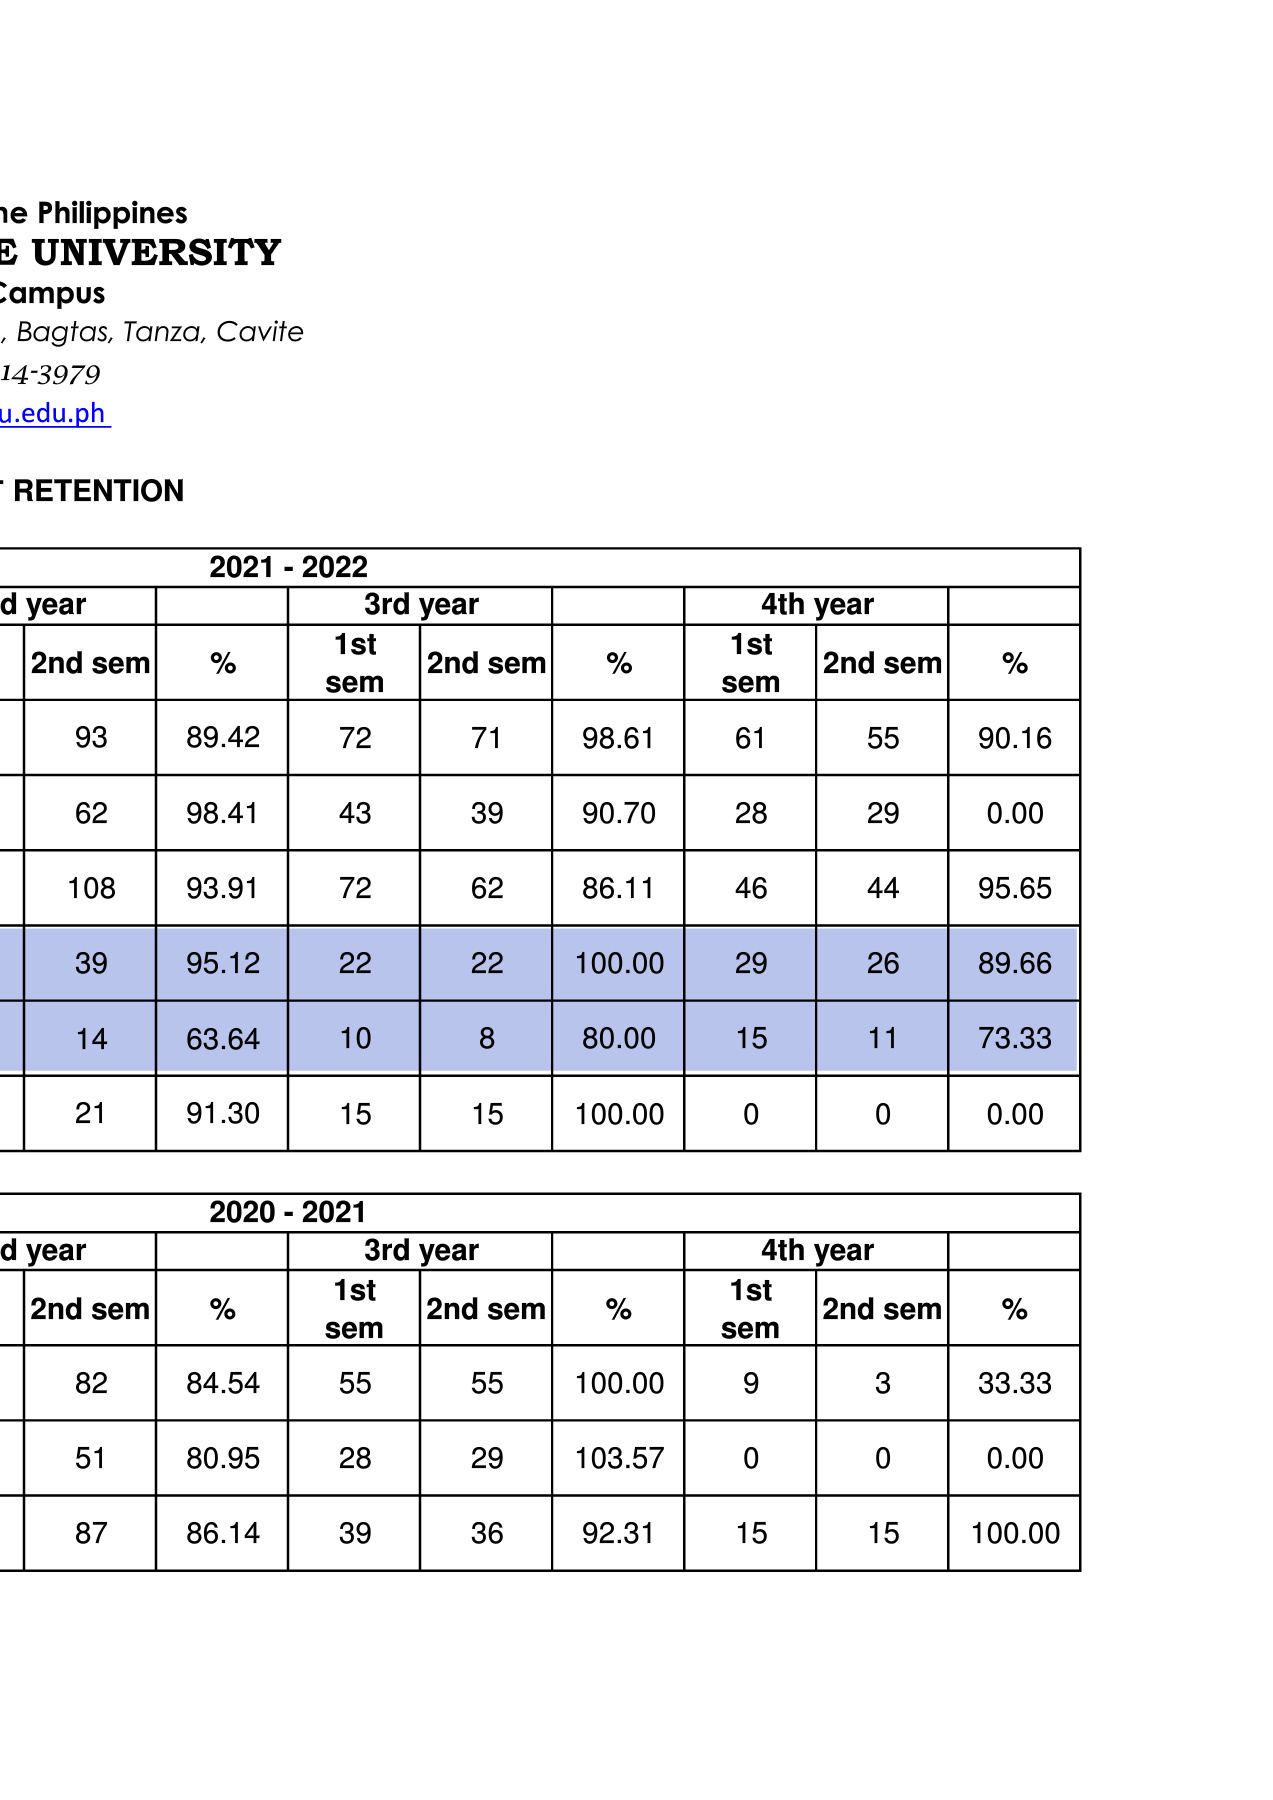 he Philippines
E UNIVERSITY
Campus
, Bagtas, Tanza, Cavite
14-3979
u.edu.ph
T RETENTION
2021 - 2022
d year 3rd year 4th year
2nd sem % 1st sem 2nd sem % 1st sem 2nd sem %
93 89.42 72 71 98.61 61 55 90.16
62 98.41 43 39 90.70 28 29 0.00
108 93.91 72 62 86.11 46 44 95.65
39 95.12 22 22 100.00 29 26 89.66
14 63.64 10 8 80.00 15 11 73.33
21 91.30 15 15 100.00 0 0 0.00
2020 - 2021
d year 3rd year 4th year
2nd sem % 1st sem 2nd sem % 1st sem 2nd sem %
82 84.54 55 55 100.00 9 3 33.33
51 80.95 28 29 103.57 0 0 0.00
87 86.14 39 36 92.31 15 15 100.00